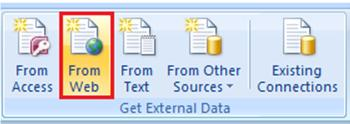 From Access
From Web
From Text
From Other Sources
Existing Connections
Get External Data